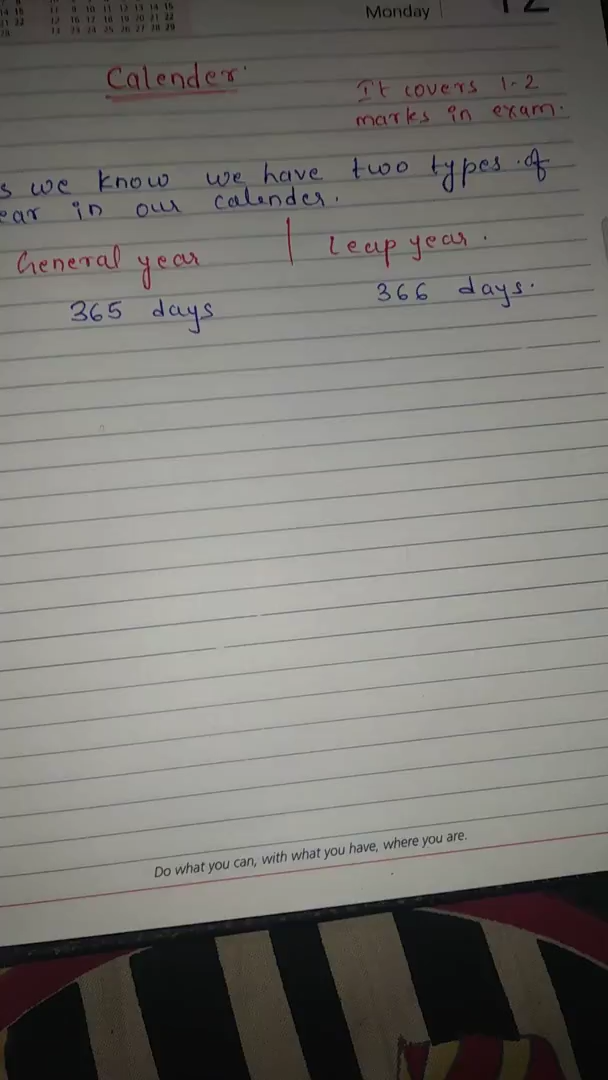 Monday
12
Calender
It covers 1-2
marks in exam.
we know we have two types of
in our calender.
General year | leap year.
365 days
366 days.
Do what you can, with what you have, where you are.